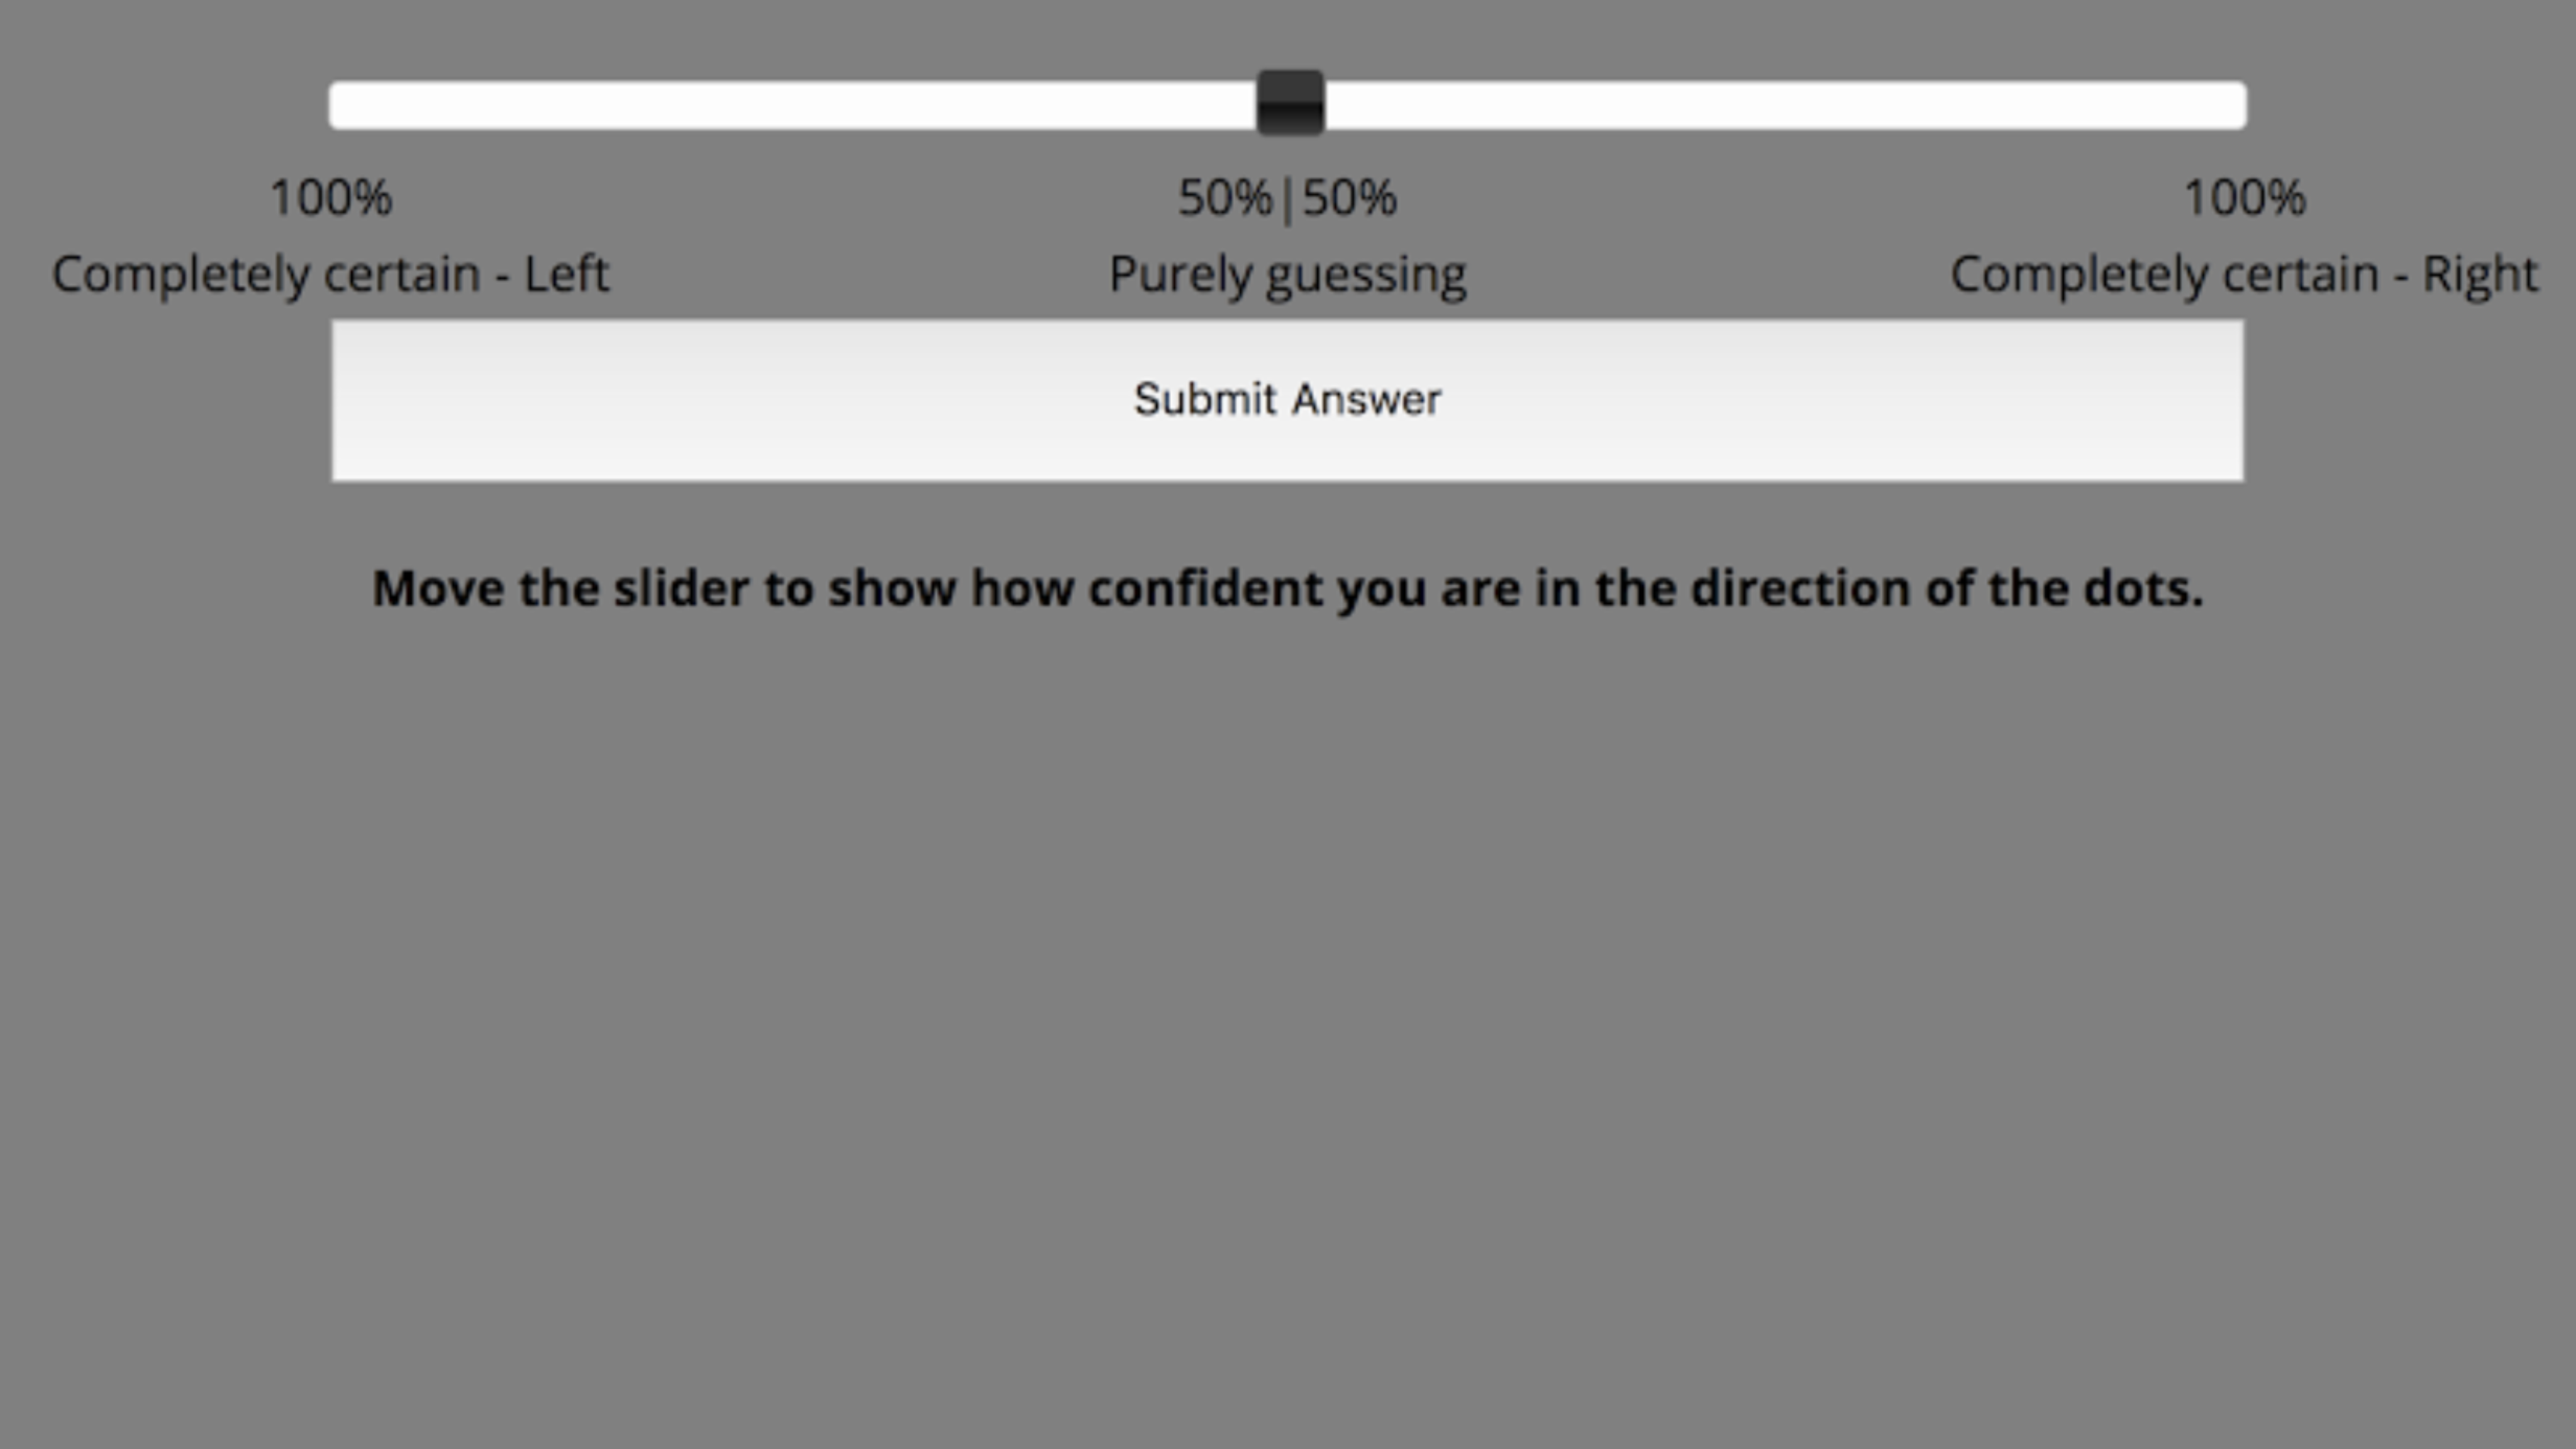 100% 50%|50% 100%
Completely certain - Left Purely guessing Completely certain - Right
Submit Answer
Move the slider to show how confident you are in the direction of the dots.